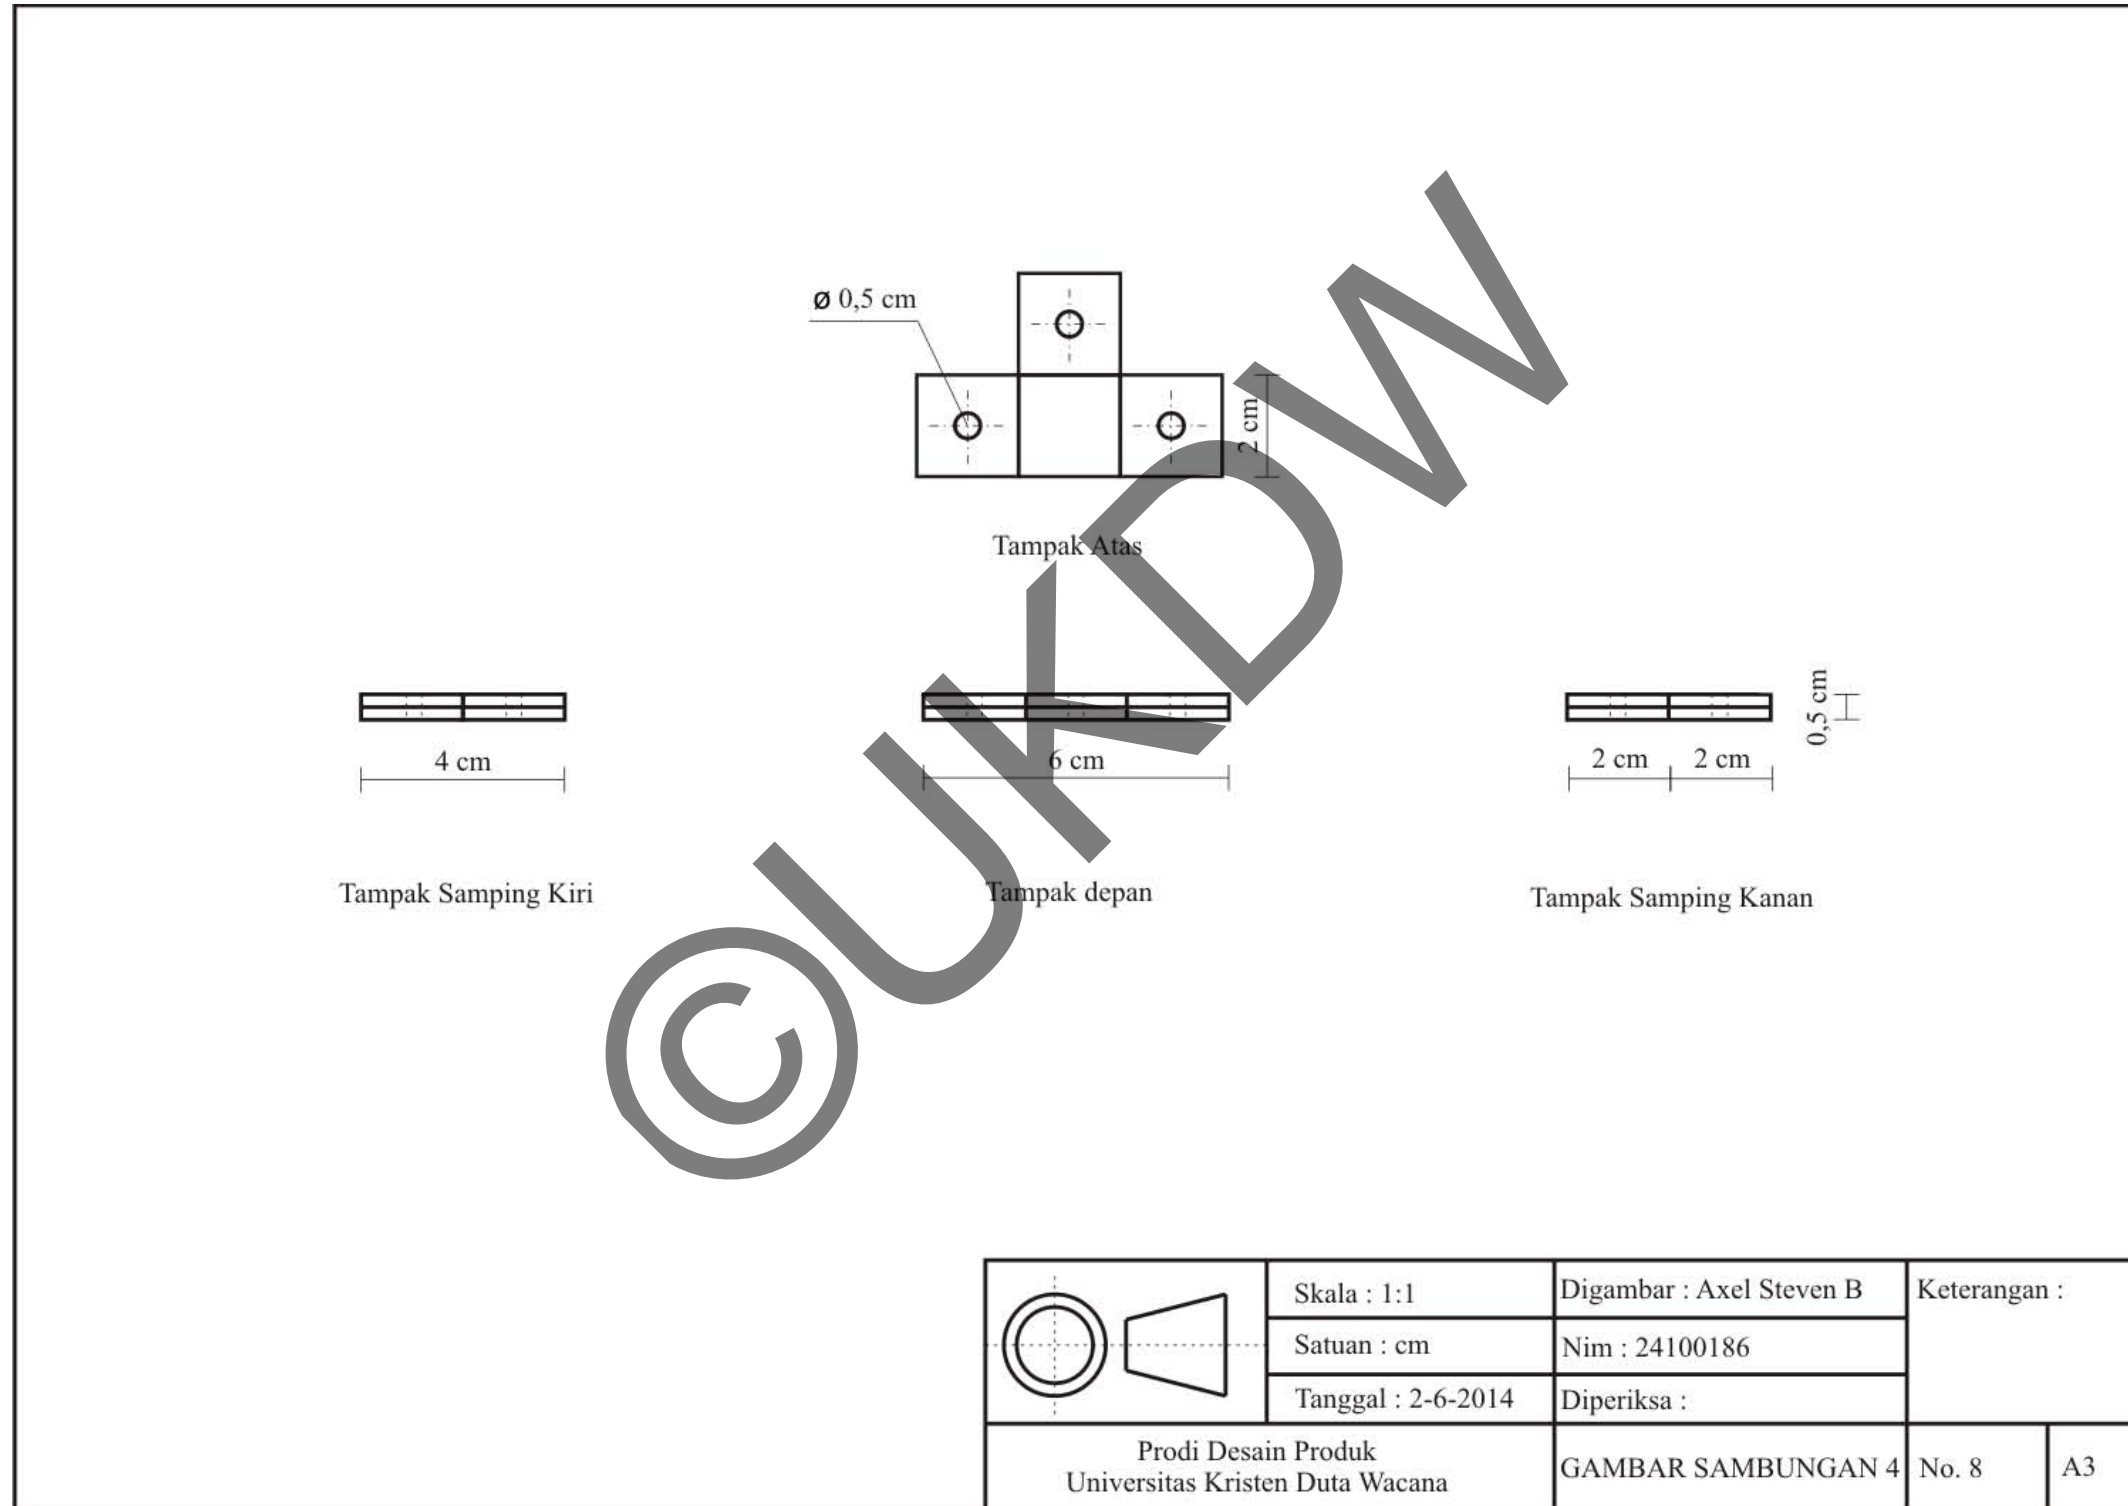 ø 0,5 cm
2 cm
Tampak Atas
0,5 cm
4 cm
6 cm
2 cm
2 cm
Tampak Samping Kiri
Tampak depan
Tampak Samping Kanan
©UKDW
Skala : 1:1
Digambar : Axel Steven B
Keterangan :
Satuan : cm
Nim : 24100186
Tanggal : 2-6-2014
Diperiksa :
Prodi Desain Produk
Universitas Kristen Duta Wacana
GAMBAR SAMBUNGAN 4
No. 8
A3